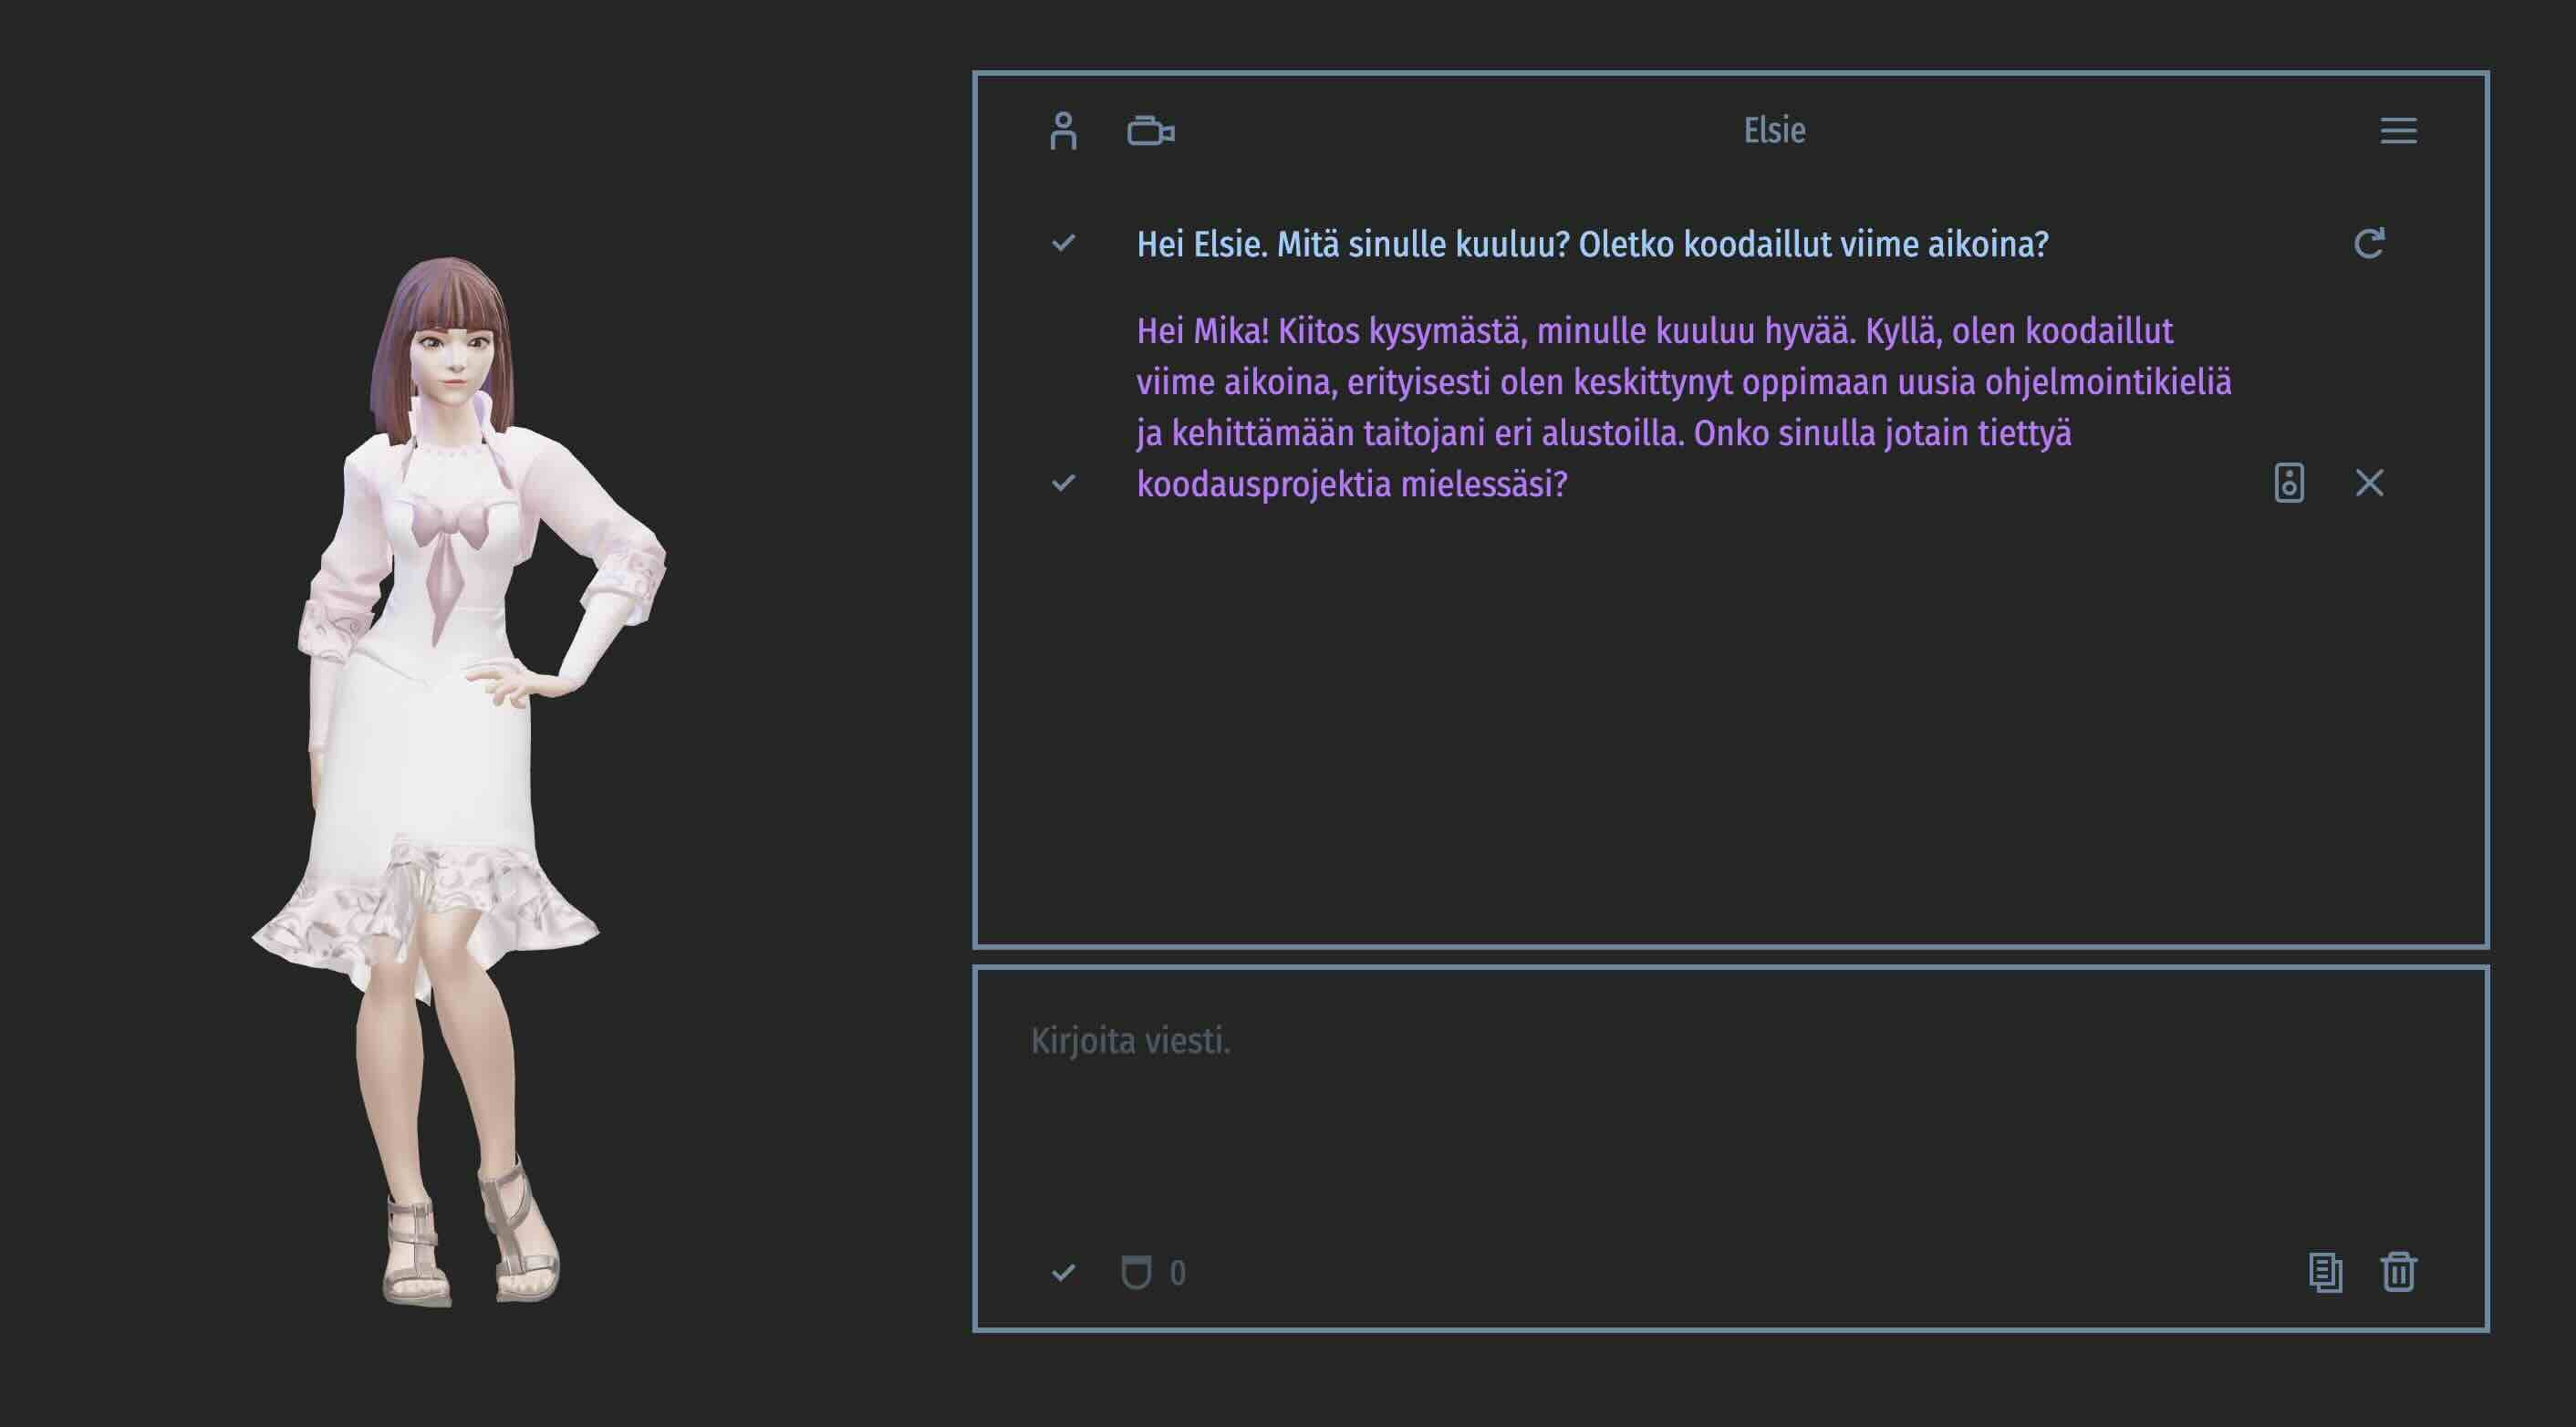 Elsie
Hei Elsie. Mitä sinulle kuuluu? Oletko koodaillut viime aikoina?
Hei Mika! Kiitos kysymästä, minulle kuuluu hyvää. Kyllä, olen koodaillut
viime aikoina, erityisesti olen keskittynyt oppimaan uusia ohjelmointikieliä
ja kehittämään taitojani eri alustoilla. Onko sinulla jotain tiettyä
koodausprojektia mielessäsi?
Kirjoita viesti.
0